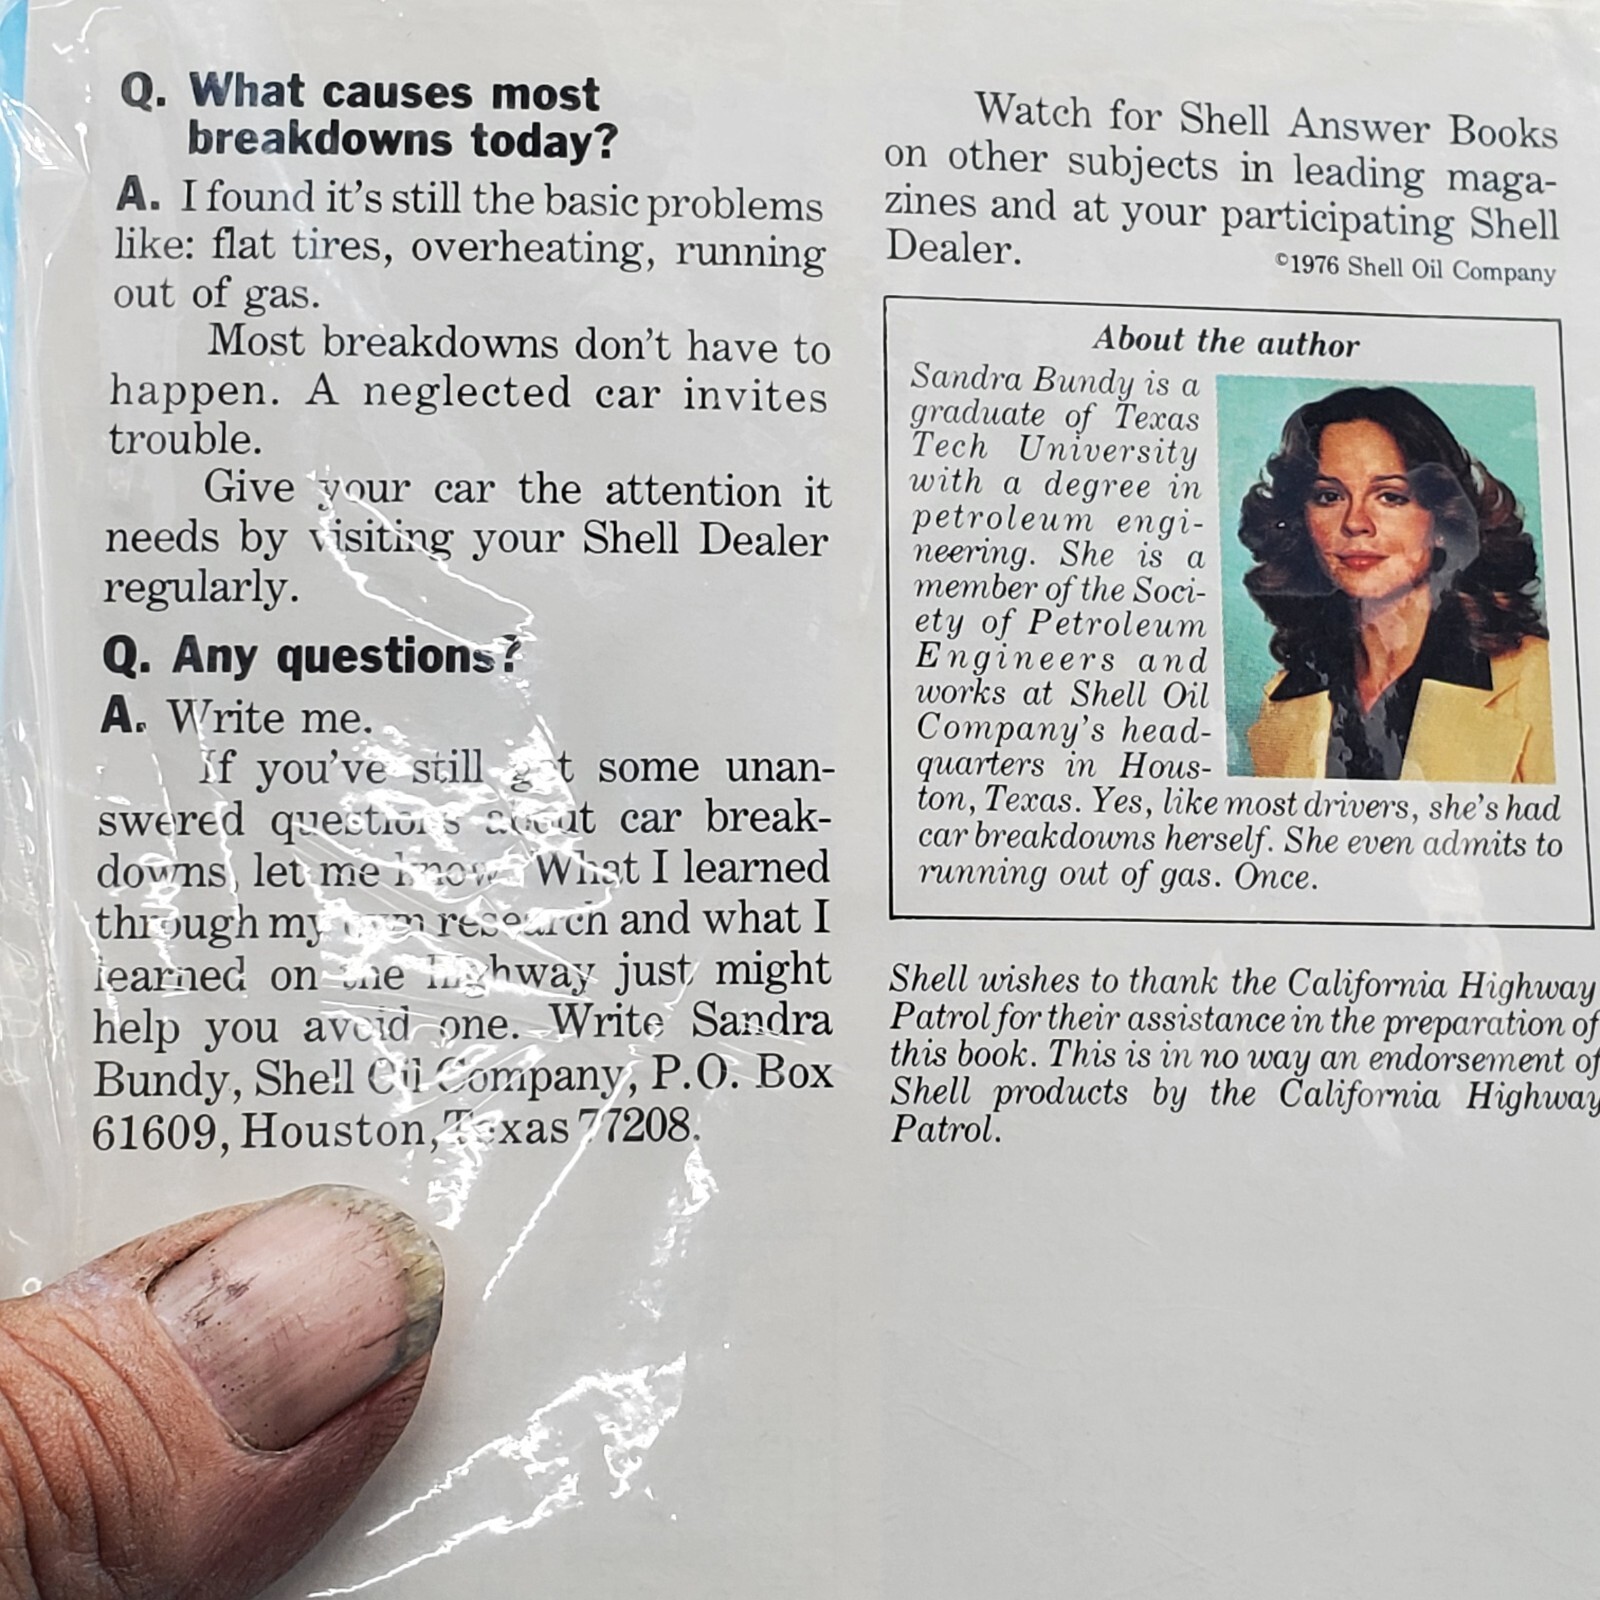 Q. What causes most
breakdowns today?
A. I found it's still the basic problems
like: flat tires, overheating, running
out of gas.
Most breakdowns don't have to
happen. A neglected car invites
trouble.
Give your car the attention it
needs by visiting your Shell Dealer
regularly.
Q. Any questions?
A. Write me.
If you've still got some unan-
swered questions about car break-
downs, let me know. What I learned
through my own research and what I
learned on the highway just might
help you avoid one. Write Sandra
Bundy, Shell Oil Company, P.O. Box
61609, Houston, Texas 77208.
Watch for Shell Answer Books
on other subjects in leading maga-
zines and at your participating Shell
Dealer.
©1976 Shell Oil Company
About the author
Sandra Bundy is a
graduate of Texas
Tech University
with a degree in
petroleum engi-
neering. She is a
member of the Soci-
ety of Petroleum
Engineers and
works at Shell Oil
Company's head-
quarters in Hous-
ton, Texas. Yes, like most drivers, she's had
car breakdowns herself. She even admits to
running out of gas. Once.
Shell wishes to thank the California Highway
Patrol for their assistance in the preparation of
this book. This is in no way an endorsement of
Shell products by the California Highway
Patrol.